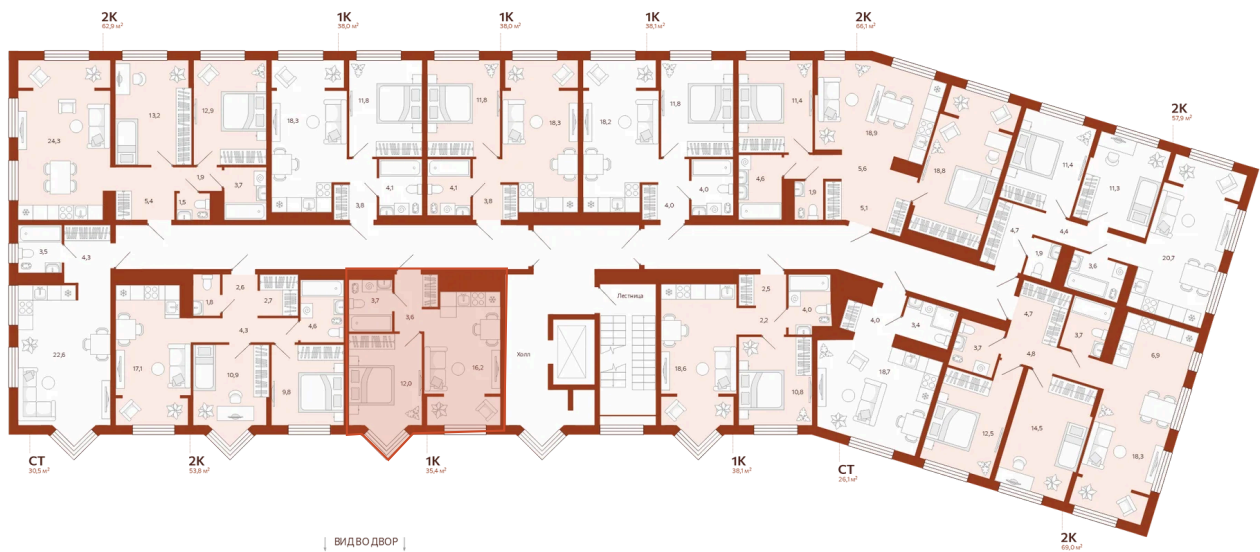 2К
62,9 м²
1К
38,0 м²
1К
38,0 м²
1К
38,1 м²
2К
66,1 м²
2К
57,9 м²
24,3
13,2
12,9
18,3
11,8
11,8
18,3
18,2
11,8
11,4
18,9
18,8
11,4
11,3
20,7
1,9
3,7
5,4
1,5
4,1
3,8
4,1
3,8
4,0
4,0
4,6
1,9
5,6
5,1
4,7
4,4
1,9
3,6
3,5
4,3
22,6
1,8
2,6
2,7
4,3
4,6
17,1
10,9
9,8
3,7
3,6
12,0
16,2
Холл
Лестница
2,5
2,2
4,0
18,6
10,8
4,0
3,4
18,7
3,7
4,7
4,8
3,7
6,9
12,5
14,5
18,3
СТ
30,5 м²
2К
53,8 м²
1К
35,4 м²
1К
38,1 м²
СТ
26,1 м²
2К
69,0 м²
ВИД ВО ДВОР